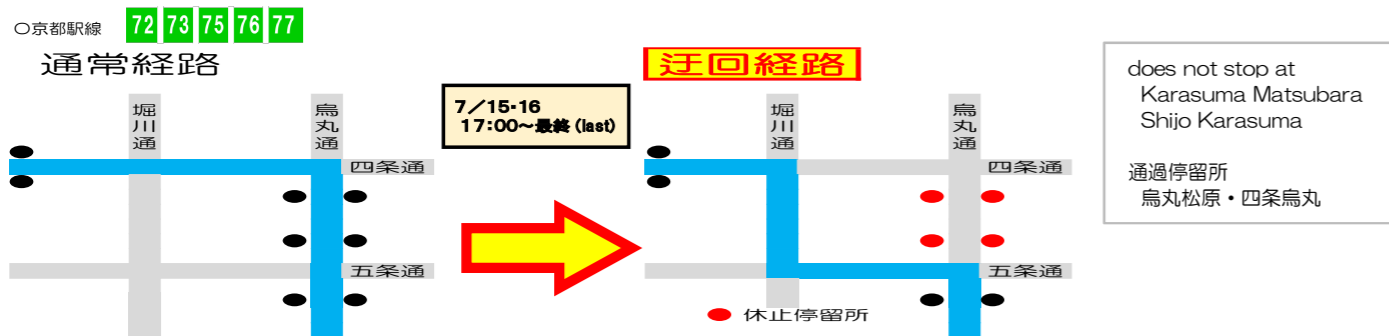 ○京都駅線 72 73 75 76 77
通常経路
堀川通
烏丸通
四条通
五条通
7/15・16
17:00~最終(last)
迂回経路
堀川通
烏丸通
四条通
五条通
休止停留所
does not stop at
Karasuma Matsubara
Shijo Karasuma
通過停留所
烏丸松原・四条烏丸